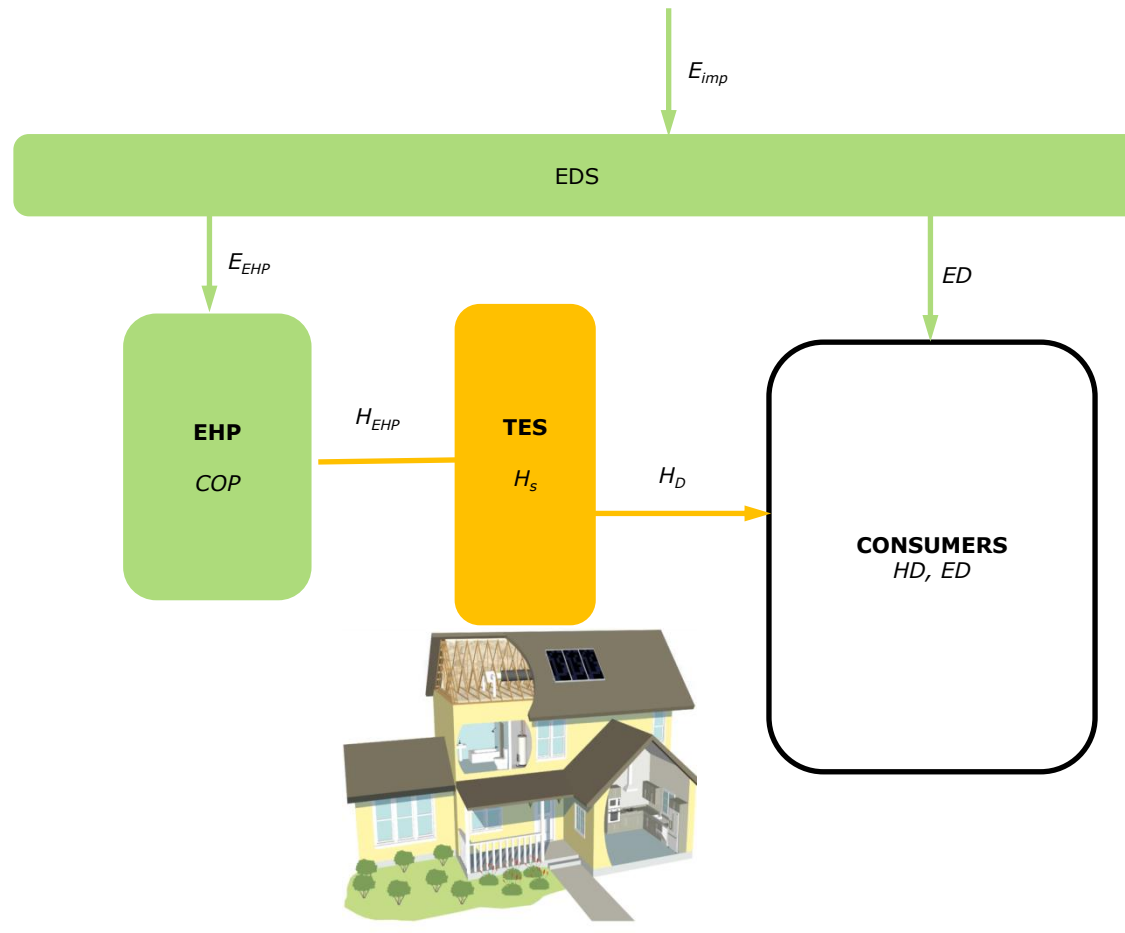 E_imp
EDS
E_EHP
ED
EHP
COP
H_EHP
TES
H_s
H_D
CONSUMERS
HD, ED